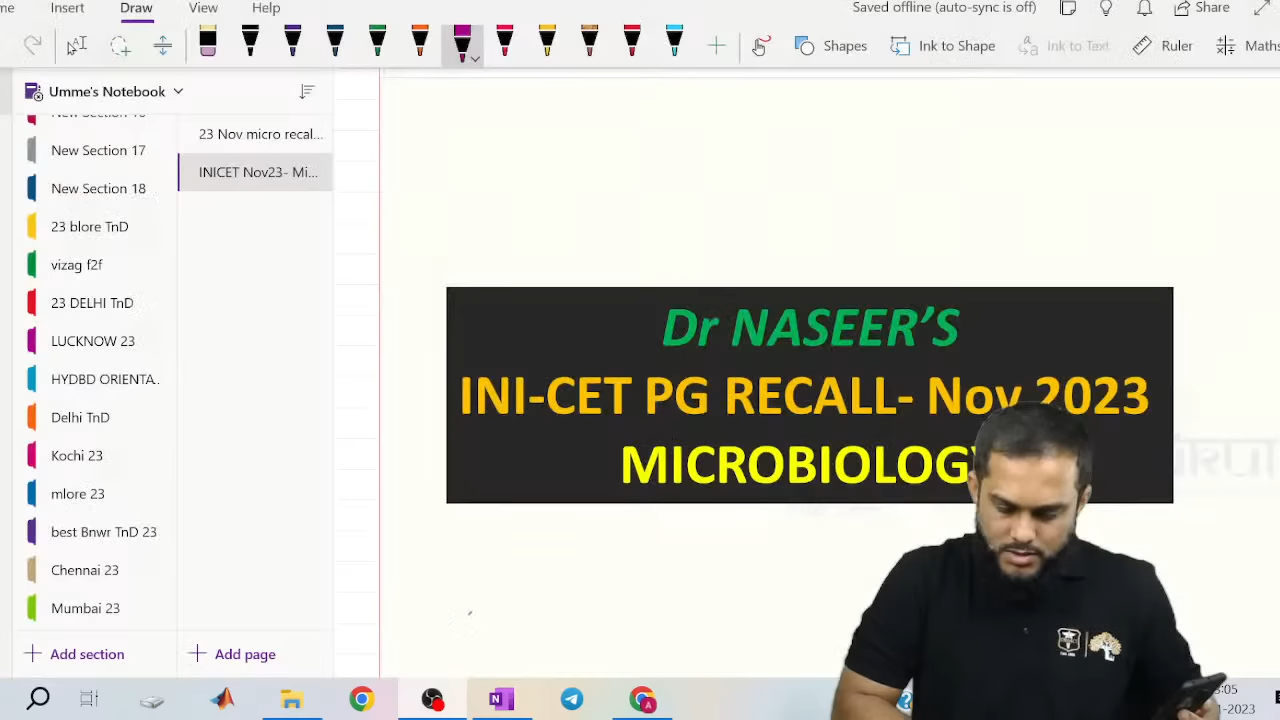 Insert
Draw
View
Help
Saved offline (auto-sync is off)
Share
Shapes
Ink to Shape
Ink to Text
Ruler
Maths
Umme's Notebook
New Section 17
New Section 18
23 blore TnD
vizag f2f
23 DELHI TnD
LUCKNOW 23
HYDBD ORIENTA..
Delhi TnD
Kochi 23
mlore 23
best Bnwr TnD 23
Chennai 23
Mumbai 23
Add section
23 Nov micro recal...
INICET Nov23- Mi...
Add page
Dr NASEER'S
INI-CET PG RECALL- Nov 2023
MICROBIOLOGY